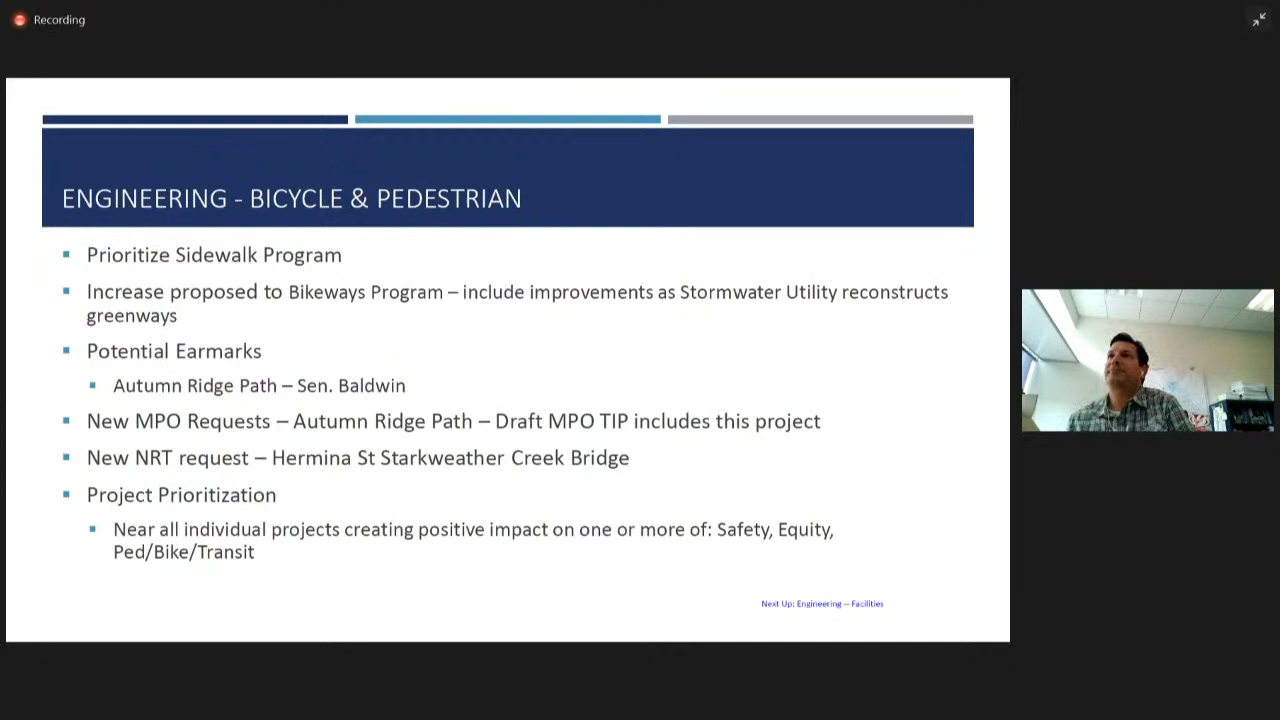 Recording
ENGINEERING - BICYCLE & PEDESTRIAN
Prioritize Sidewalk Program
Increase proposed to Bikeways Program – include improvements as Stormwater Utility reconstructs
greenways
Potential Earmarks
Autumn Ridge Path – Sen. Baldwin
New MPO Requests – Autumn Ridge Path – Draft MPO TIP includes this project
New NRT request – Hermina St Starkweather Creek Bridge
Project Prioritization
Near all individual projects creating positive impact on one or more of: Safety, Equity,
Ped/Bike/Transit
Next Up: Engineering -- Facilities